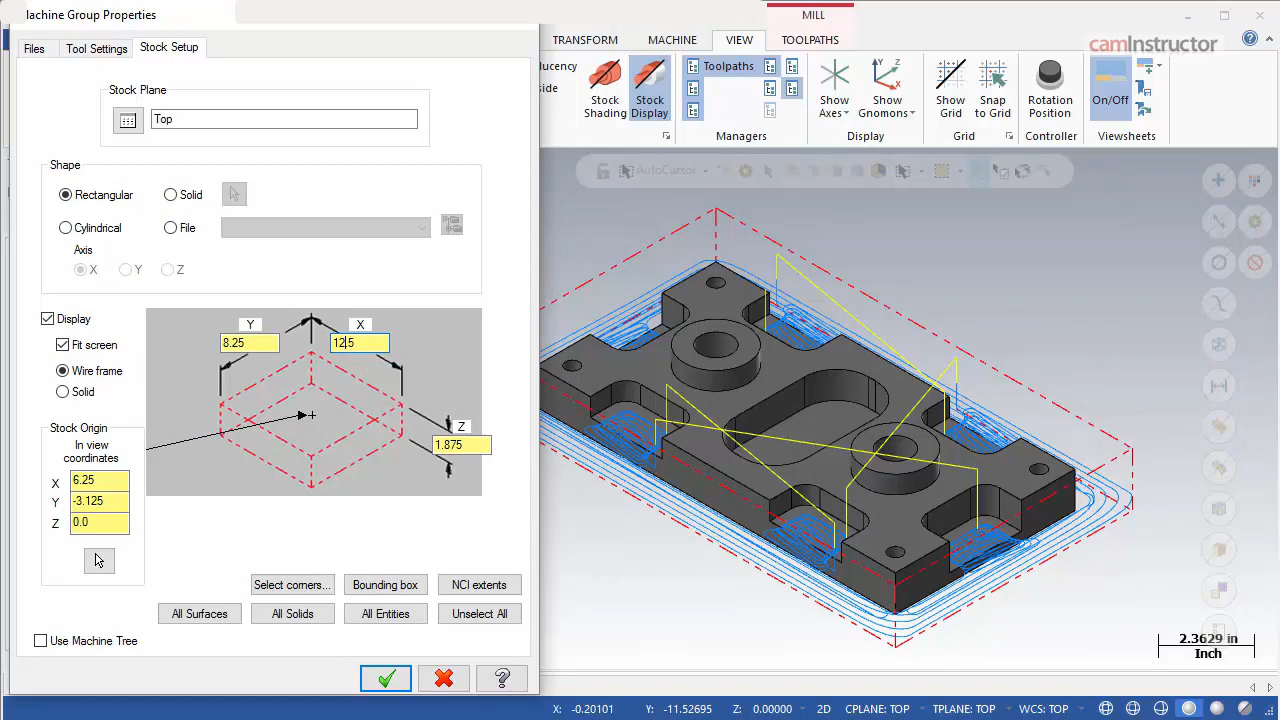 achine Group Properties
Files
Tool Settings
Stock Setup
Stock Plane
Top
Shape
Rectangular
Solid
Cylindrical
File
Axis
X
Y
Z
Display
Fit screen
Wire frame
Solid
Y
8.25
X
12.5
Z
1.875
Stock Origin
In view
coordinates
X 6.25
Y -3.125
Z 0.0
Select corners...
Bounding box
NCI extents
All Surfaces
All Solids
All Entities
Unselect All
Use Machine Tree
MILL
TRANSFORM
MACHINE
VIEW
TOOLPATHS
camInstructor
lucency
side
Stock
Shading
Stock
Display
Toolpaths
Managers
Show
Axes
Show
Gnomons
Display
Show
Grid
Snap
to Grid
Grid
Rotation
Position
Controller
On/Off
Viewsheets
AutoCursor
2.3629 in
Inch
X: -0.20101
Y: -11.52695
Z: 0.00000
2D
CPLANE: TOP
TPLANE: TOP
WCS: TOP